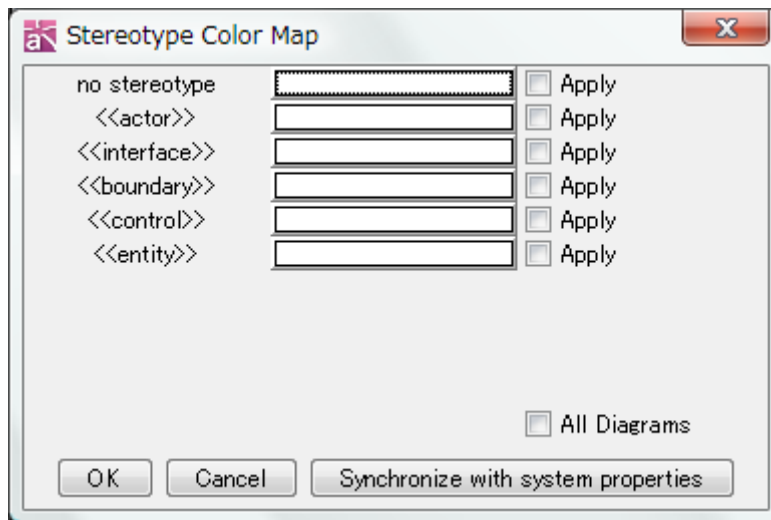 Stereotype Color Map
no stereotype Apply
<<actor>> Apply
<<interface>> Apply
<<boundary>> Apply
<<control>> Apply
<<entity>> Apply
All Diagrams
OK Cancel Synchronize with system properties